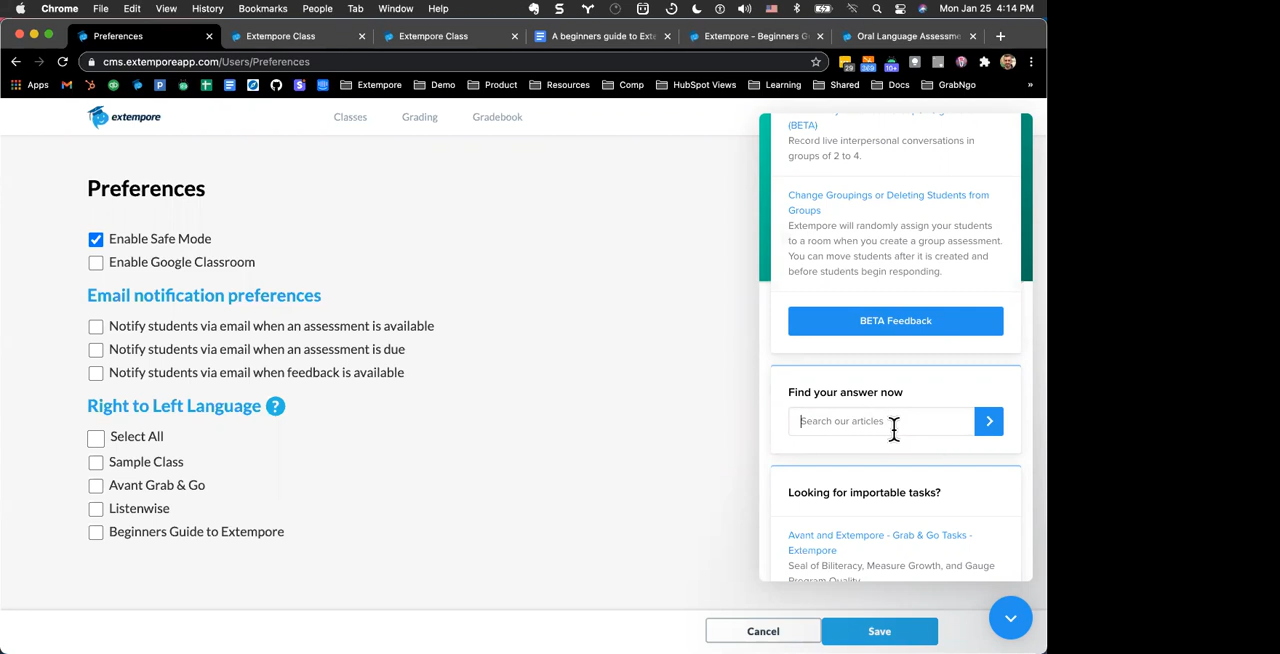 Chrome File Edit View History Bookmarks People Tab Window Help Mon Jan 25 4:14 PM
Preferences Extempore Class Extempore Class A beginners guide to Exte Extempore - Beginners G Oral Language Assessme
cms.extemporeapp.com/Users/Preferences
Apps Extempore Demo Product Resources Comp HubSpot Views Learning Shared Docs GrabNgo »
extempore Classes Grading Gradebook
Preferences
Enable Safe Mode
Enable Google Classroom
Email notification preferences
Notify students via email when an assessment is available
Notify students via email when an assessment is due
Notify students via email when feedback is available
Right to Left Language ?
Select All
Sample Class
Avant Grab & Go
Listenwise
Beginners Guide to Extempore
(BETA)
Record live interpersonal conversations in
groups of 2 to 4.
Change Groupings or Deleting Students from
Groups
Extempore will randomly assign your students
to a room when you create a group assessment.
You can move students after it is created and
before students begin responding.
BETA Feedback
Find your answer now
Search our articles
Looking for importable tasks?
Avant and Extempore - Grab & Go Tasks -
Extempore
Seal of Biliteracy, Measure Growth, and Gauge
Program Quality
Cancel Save